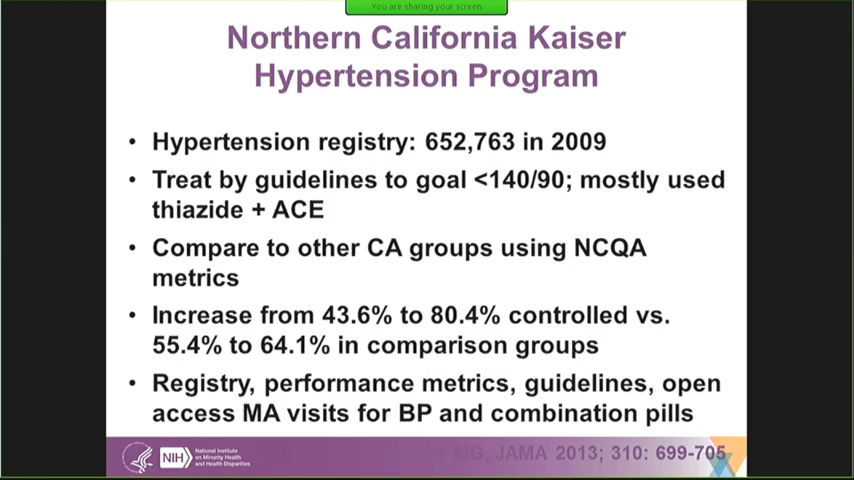 You are sharing your screen.
Northern California Kaiser
Hypertension Program
• Hypertension registry: 652,763 in 2009
• Treat by guidelines to goal <140/90; mostly used
thiazide + ACE
• Compare to other CA groups using NCQA
metrics
• Increase from 43.6% to 80.4% controlled vs.
55.4% to 64.1% in comparison groups
• Registry, performance metrics, guidelines, open
access MA visits for BP and combination pills
NIH
National Institute
on Minority Health
and Health Disparities
MG, JAMA 2013; 310: 699-705